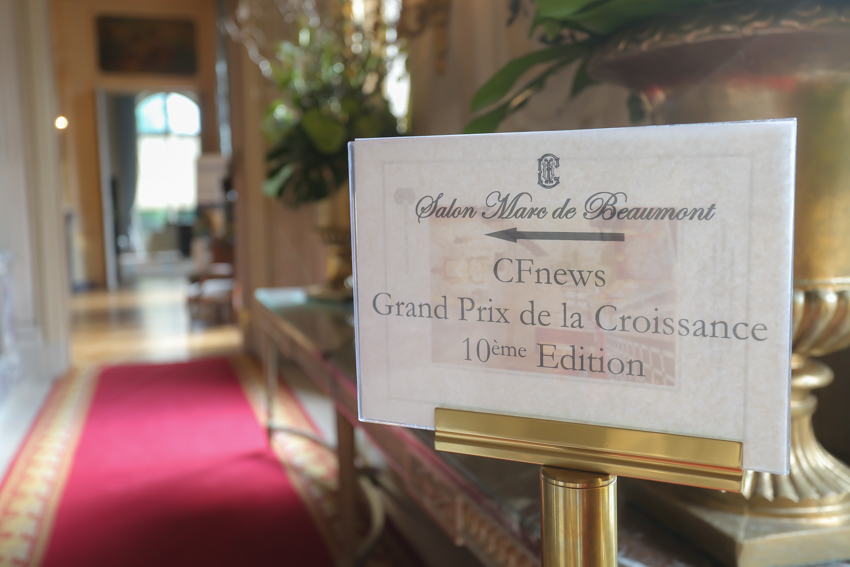 Salon Marc de Beaumont
CFnews
Grand Prix de la Croissance
10ème Edition